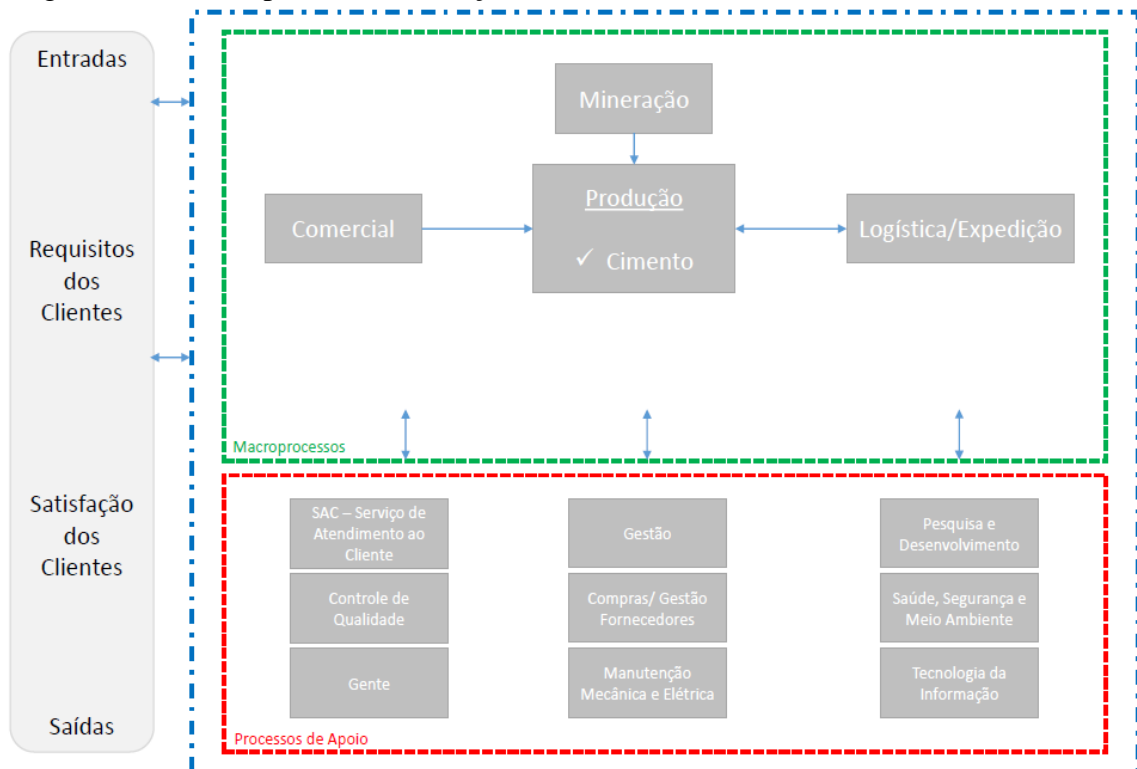 Entradas
Requisitos
dos
Clientes
Satisfação
dos
Clientes
Saídas
Mineração
Produção
✓ Cimento
Comercial
Logística/Expedição
Macroprocessos
SAC – Serviço de
Atendimento ao
Cliente
Gestão
Pesquisa e
Desenvolvimento
Controle de
Qualidade
Compras/ Gestão
Fornecedores
Saúde, Segurança e
Meio Ambiente
Gente
Manutenção
Mecânica e Elétrica
Tecnologia da
Informação
Processos de Apoio